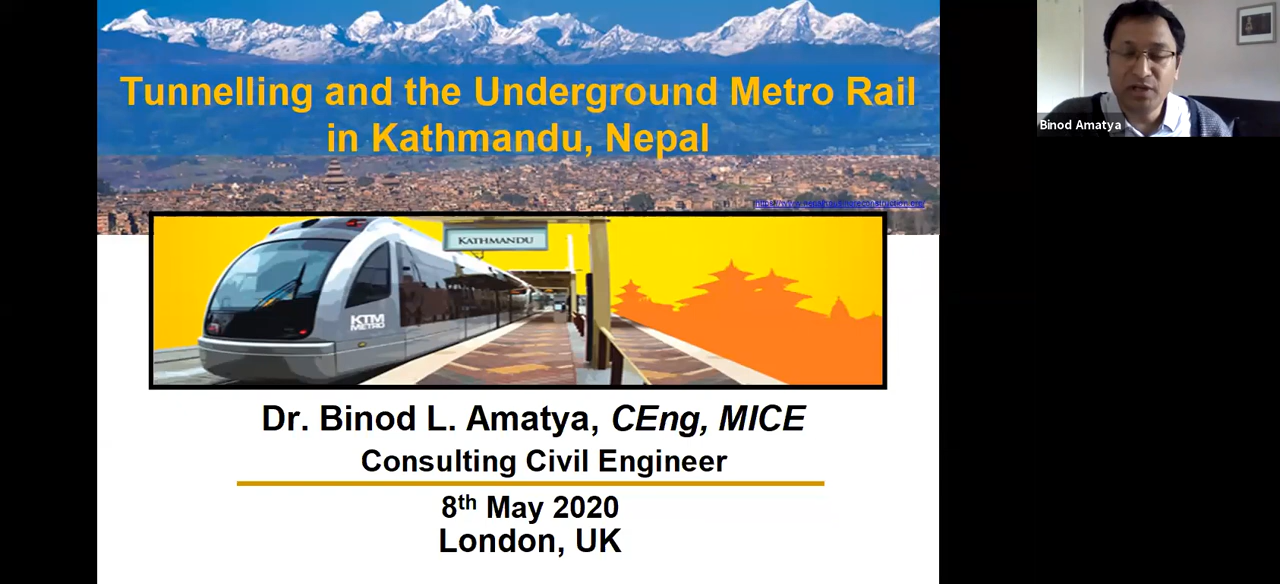 Tunnelling and the Underground Metro Rail
in Kathmandu, Nepal
KATHMANDU
KTM
METRO
Dr. Binod L. Amatya, CEng, MICE
Consulting Civil Engineer
8th May 2020
London, UK
Binod Amatya